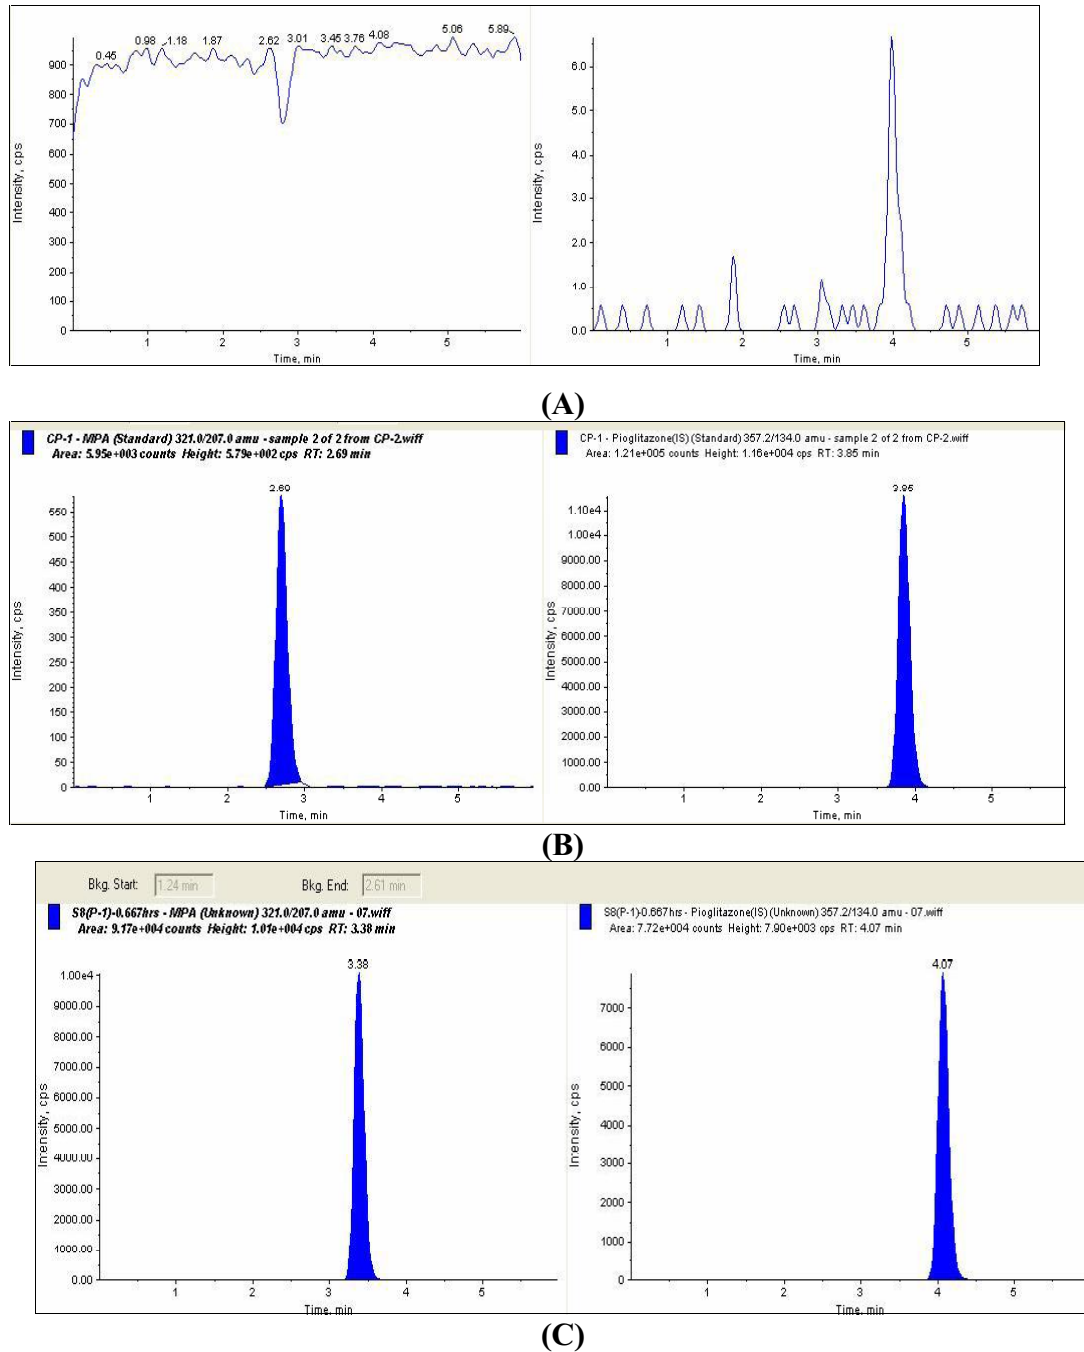 0.45 0.98 1.18 1.87 2.62 3.01 3.45 3.76 4.08 5.06 5.89
900
800
700
600
500
400
300
200
100
0
Intensity, cps
1 2 3 4 5
Time, min
6.0
5.0
4.0
3.0
2.0
1.0
0.0
Intensity, cps
1 2 3 4 5
Time, min
(A)
CP-1 - MPA (Standard) 321.0/207.0 amu - sample 2 of 2 from CP-2.wiff
Area: 5.95e+003 counts Height: 5.79e+002 cps RT: 2.69 min
2.69
550
500
450
400
350
300
250
200
150
100
50
0
Intensity, cps
1 2 3 4 5
Time, min
CP-1 - Pioglitazone(IS) (Standard) 357.2/134.0 amu - sample 2 of 2 from CP-2.wiff
Area: 1.21e+005 counts Height: 1.16e+004 cps RT: 3.85 min
1.10e4
1.00e4
9000.00
8000.00
7000.00
6000.00
5000.00
4000.00
3000.00
2000.00
1000.00
0.00
Intensity, cps
1 2 3 4 5
Time, min
(B)
Bkg. Start: 1.24 min Bkg. End: 2.61 min
S8(P-1)-0.667hrs - MPA (Unknown) 321.0/207.0 amu - 07.wiff
Area: 9.17e+004 counts Height: 1.01e+004 cps RT: 3.38 min
3.38
1.00e4
9000.00
8000.00
7000.00
6000.00
5000.00
4000.00
3000.00
2000.00
1000.00
0.00
Intensity, cps
1 2 3 4 5
Time, min
S8(P-1)-0.667hrs - Pioglitazone(IS) (Unknown) 357.2/134.0 amu - 07.wiff
Area: 7.72e+004 counts Height: 7.90e+003 cps RT: 4.07 min
4.07
7000
6000
5000
4000
3000
2000
1000
0
Intensity, cps
1 2 3 4 5
Time, min
(C)